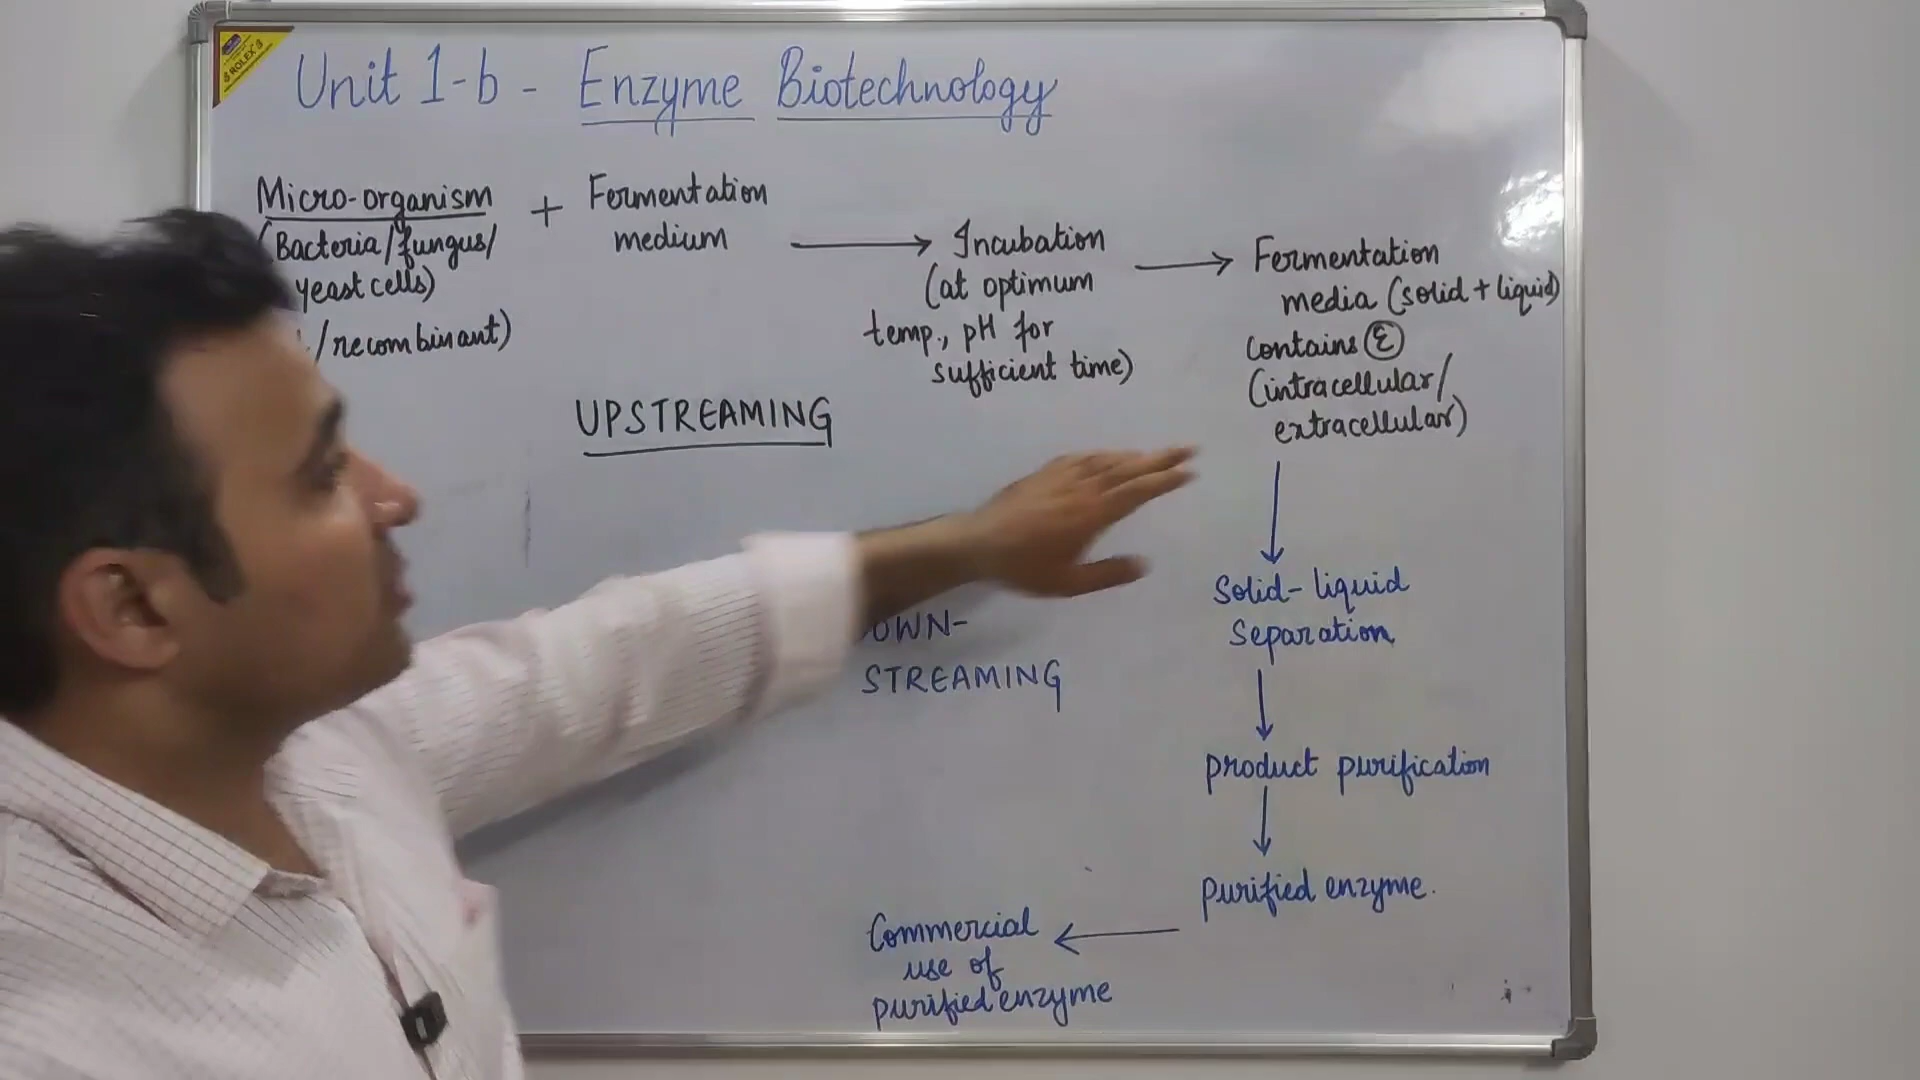 ROLEX
Unit 1-b - Enzyme Biotechnology
Micro-organism
(Bacteria/fungus/
yeast cells)
/recombinant)
+
Fermentation
medium
Incubation
(at optimum
temp., pH for
sufficient time)
Fermentation
media (solid + liquid)
contains E
(intracellular/
extracellular)
UPSTREAMING
OWN-
STREAMING
Solid-liquid
Separation
product purification
purified enzyme.
Commercial
use of
purified enzyme